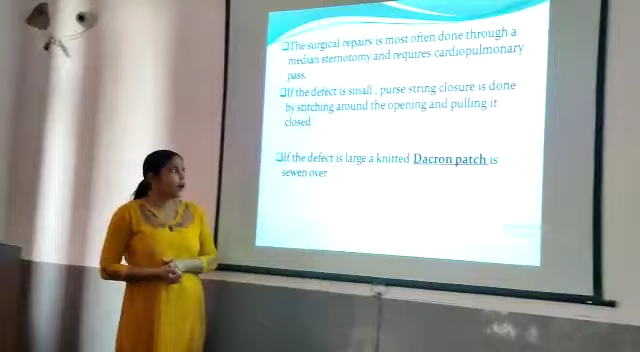 ❑The surgical repairs is most often done through a
median sternotomy and requires cardiopulmonary
pass.
❑If the defect is small , purse string closure is done
by stitching around the opening and pulling it
closed.
❑If the defect is large a knitted Dacron patch is
sewen over